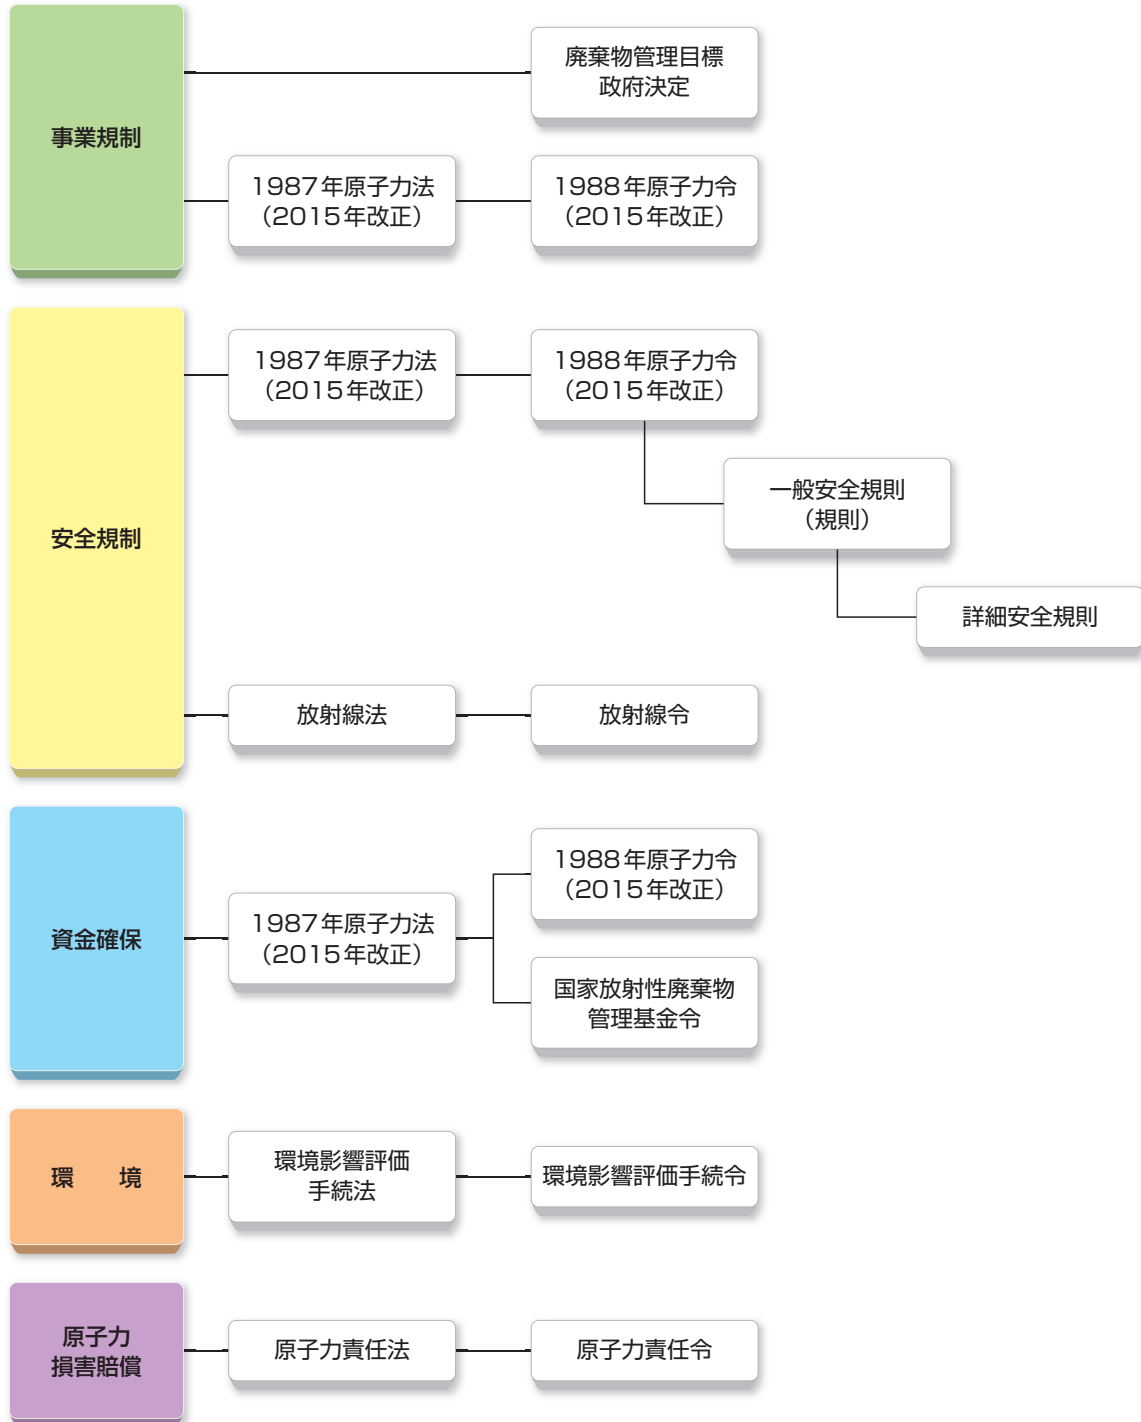 事業規制
廃棄物管理目標
政府決定
1987年原子力法
（2015年改正）
1988年原子力令
（2015年改正）
安全規制
1987年原子力法
（2015年改正）
1988年原子力令
（2015年改正）
一般安全規則
（規則）
詳細安全規則
放射線法
放射線令
資金確保
1987年原子力法
（2015年改正）
1988年原子力令
（2015年改正）
国家放射性廃棄物
管理基金令
環　　境
環境影響評価
手続法
環境影響評価手続令
原子力
損害賠償
原子力責任法
原子力責任令